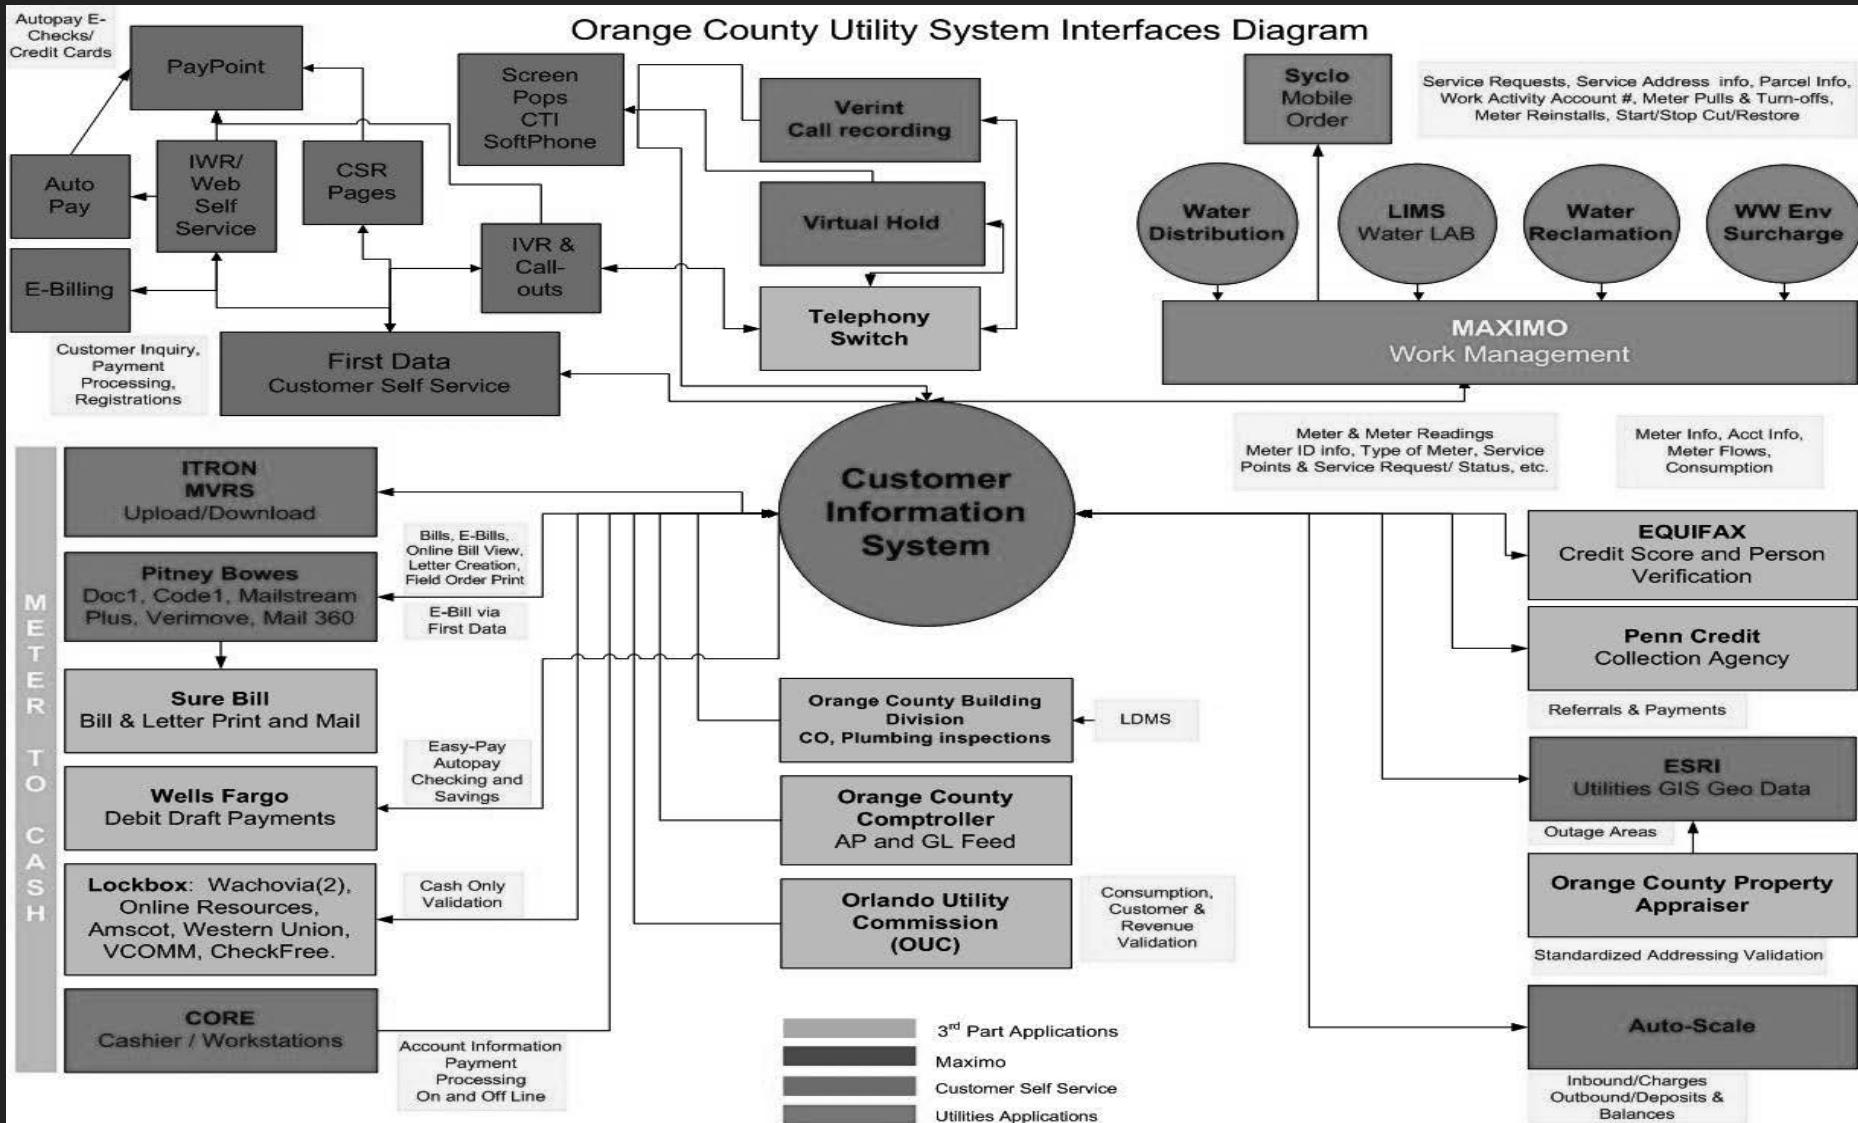 Orange County Utility System Interfaces Diagram
Autopay E-
Checks/
Credit Cards
PayPoint
Screen
Pops
CTI
SoftPhone
Verint
Call recording
Syclo
Mobile
Order
Service Requests, Service Address info, Parcel Info,
Work Activity Account #, Meter Pulls & Turn-offs,
Meter Reinstalls, Start/Stop Cut/Restore
Auto
Pay
IWR/
Web
Self
Service
CSR
Pages
IVR &
Call-
outs
Virtual Hold
Water
Distribution
LIMS
Water LAB
Water
Reclamation
WW Env
Surcharge
E-Billing
Telephony
Switch
MAXIMO
Work Management
Customer Inquiry,
Payment
Processing,
Registrations
First Data
Customer Self Service
Meter & Meter Readings
Meter ID info, Type of Meter, Service
Points & Service Request/ Status, etc.
Meter Info, Acct Info,
Meter Flows,
Consumption
METER TO CASH
ITRON
MVRS
Upload/Download
Bills, E-Bills,
Online Bill View,
Letter Creation,
Field Order Print
Customer
Information
System
EQUIFAX
Credit Score and Person
Verification
Pitney Bowes
Doc1, Code1, Mailstream
Plus, Verimove, Mail 360
E-Bill via
First Data
Penn Credit
Collection Agency
Referrals & Payments
Sure Bill
Bill & Letter Print and Mail
Orange County Building
Division
CO, Plumbing inspections
LDMS
Easy-Pay
Autopay
Checking and
Savings
ESRI
Utilities GIS Geo Data
Outage Areas
Wells Fargo
Debit Draft Payments
Orange County
Comptroller
AP and GL Feed
Orange County Property
Appraiser
Standardized Addressing Validation
Lockbox: Wachovia(2),
Online Resources,
Amscot, Western Union,
VCOMM, CheckFree.
Cash Only
Validation
Orlando Utility
Commission
(OUC)
Consumption,
Customer &
Revenue
Validation
CORE
Cashier / Workstations
Account Information
Payment
Processing
On and Off Line
Auto-Scale
Inbound/Charges
Outbound/Deposits &
Balances
3rd Part Applications
Maximo
Customer Self Service
Utilities Applications